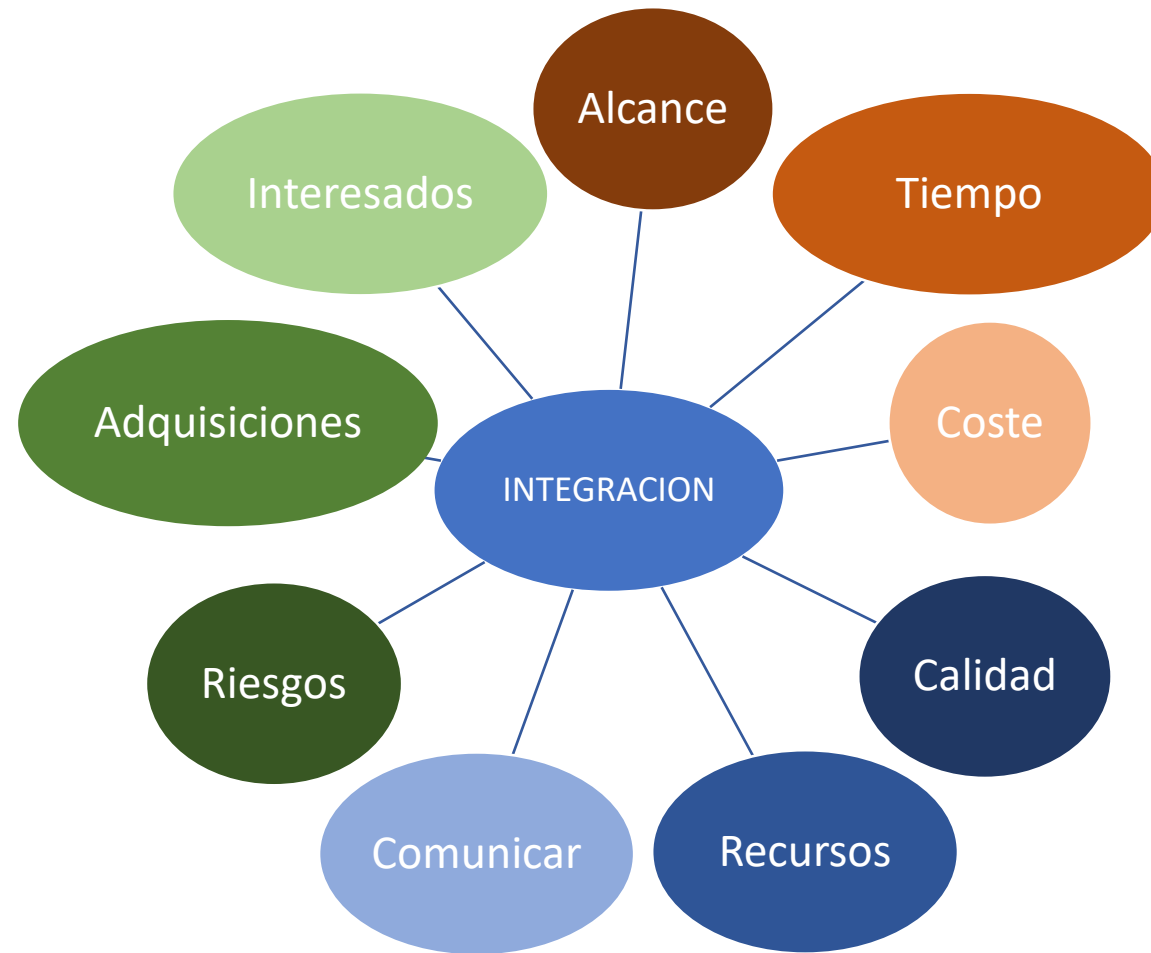 Alcance
Tiempo
Coste
Calidad
Recursos
Comunicar
Riesgos
Adquisiciones
Interesados
INTEGRACION